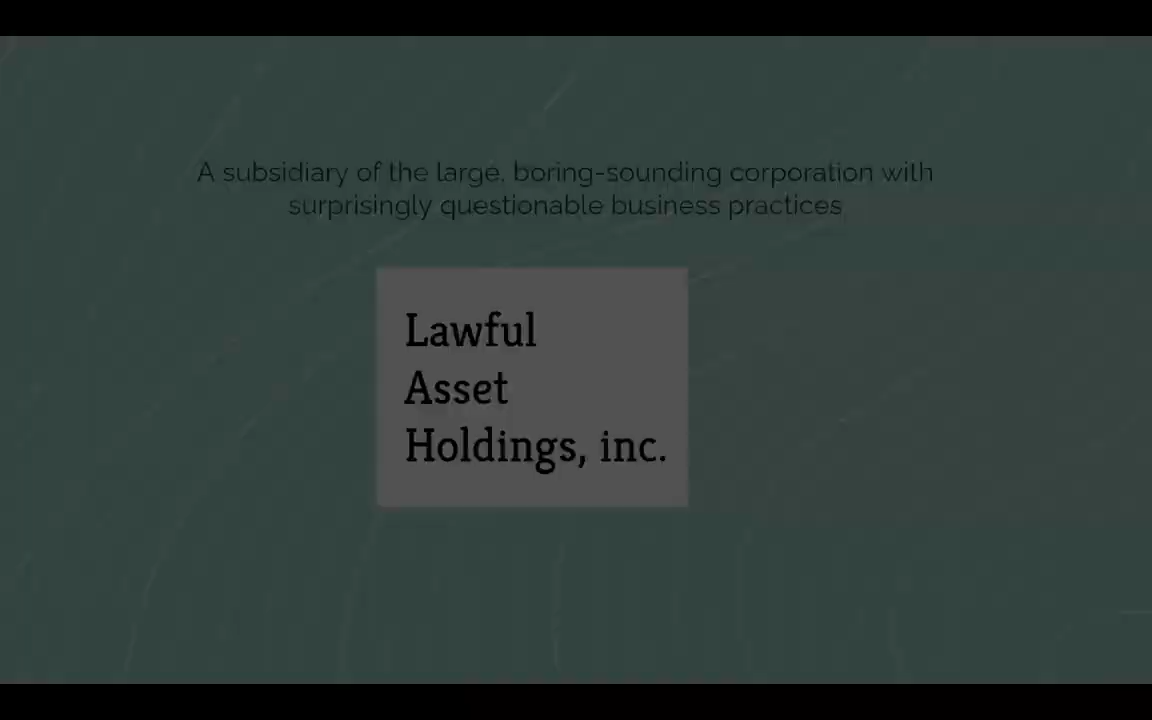 A subsidiary of the large, boring-sounding corporation with
surprisingly questionable business practices
Lawful
Asset
Holdings, inc.